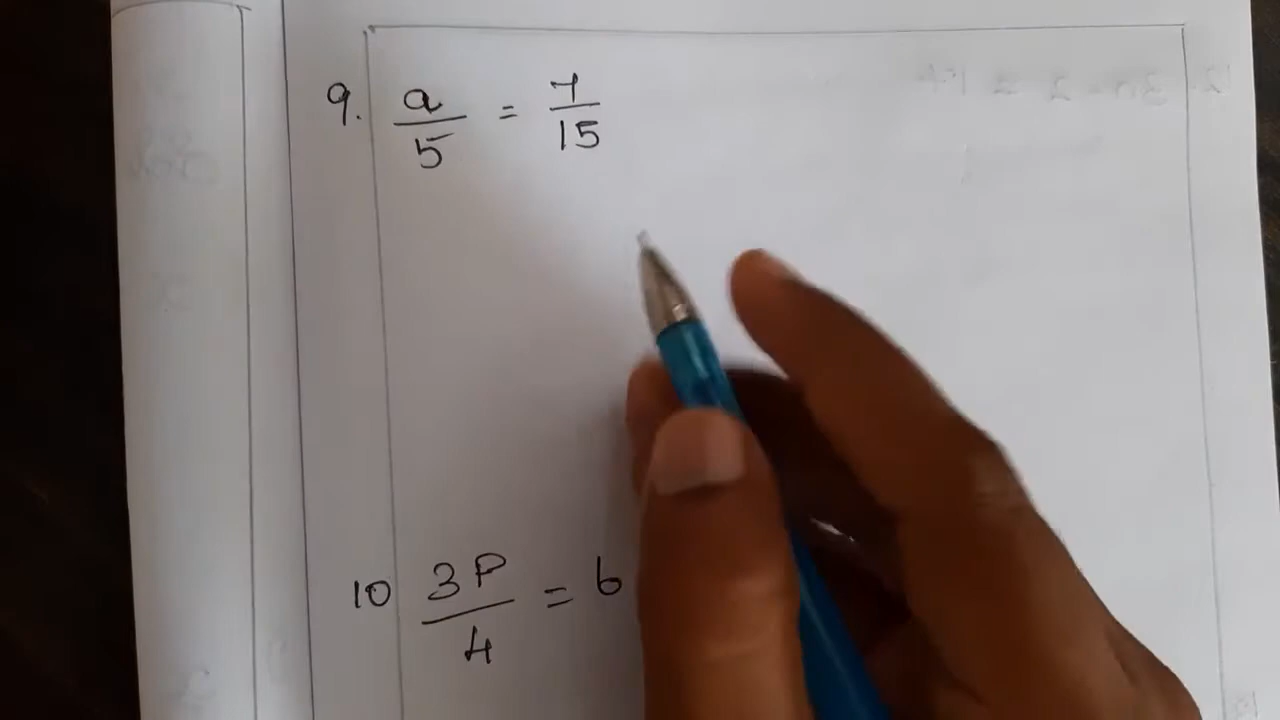 9. a/5 = 7/15
10 3P/4 = 6